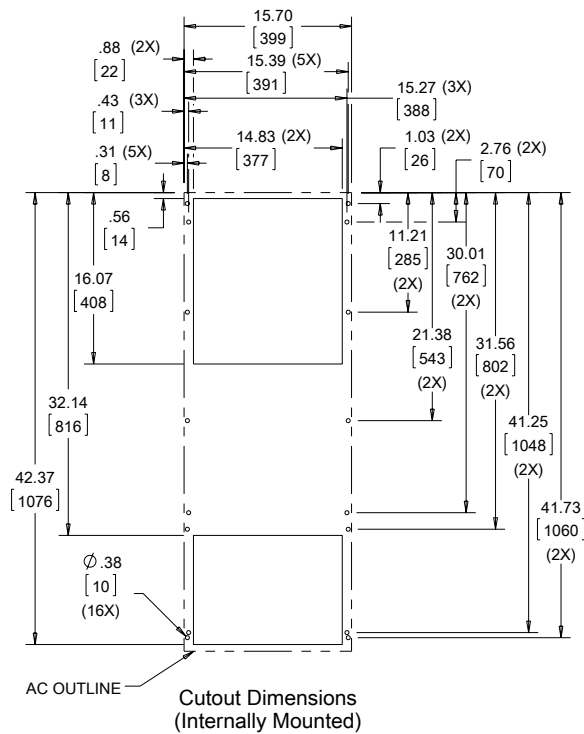 15.70
[399]
.88 (2X)
[22]
15.39 (5X)
[391]
.43 (3X)
[11]
15.27 (3X)
[388]
14.83 (2X)
[377]
1.03 (2X)
[26]
2.76 (2X)
[70]
.31 (5X)
[8]
.56
[14]
11.21
[285]
(2X)
30.01
[762]
(2X)
16.07
[408]
21.38
[543]
(2X)
31.56
[802]
(2X)
32.14
[816]
41.25
[1048]
(2X)
42.37
[1076]
41.73
[1060]
(2X)
Ø.38
[10]
(16X)
AC OUTLINE
Cutout Dimensions
(Internally Mounted)